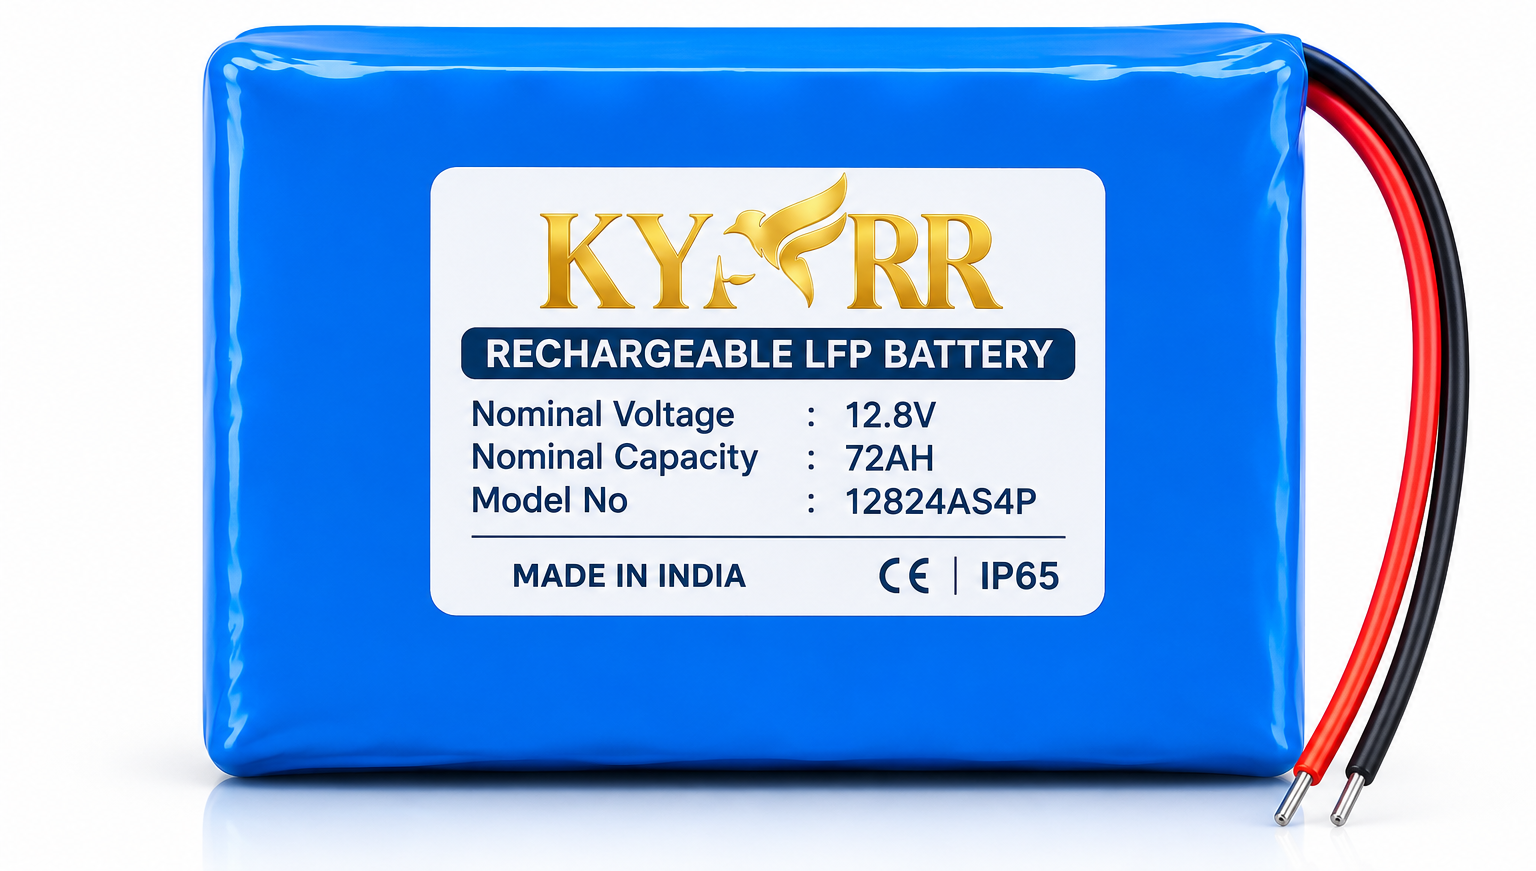 KYARR
RECHARGEABLE LFP BATTERY
Nominal Voltage : 12.8V
Nominal Capacity : 72AH
Model No : 12824AS4P
MADE IN INDIA CE | IP65